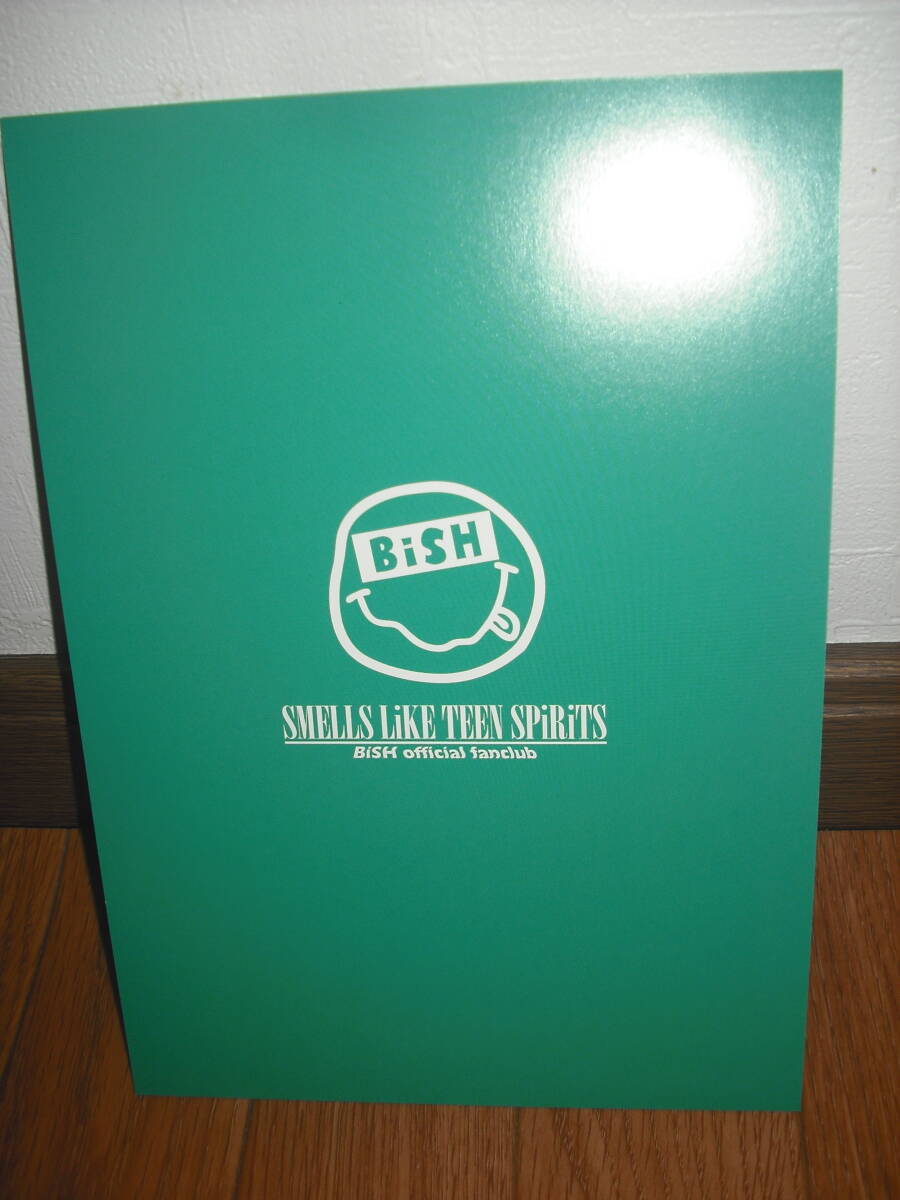 BiSH
SMELLS LiKE TEEN SPiRiTS
BiSH official fanclub